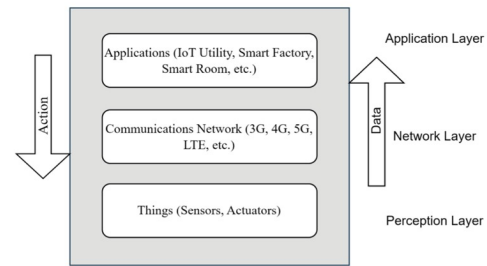 Applications (IoT Utility, Smart Factory,
Smart Room, etc.)
Application Layer
Action
Communications Network (3G, 4G, 5G,
LTE, etc.)
Data
Network Layer
Things (Sensors, Actuators)
Perception Layer